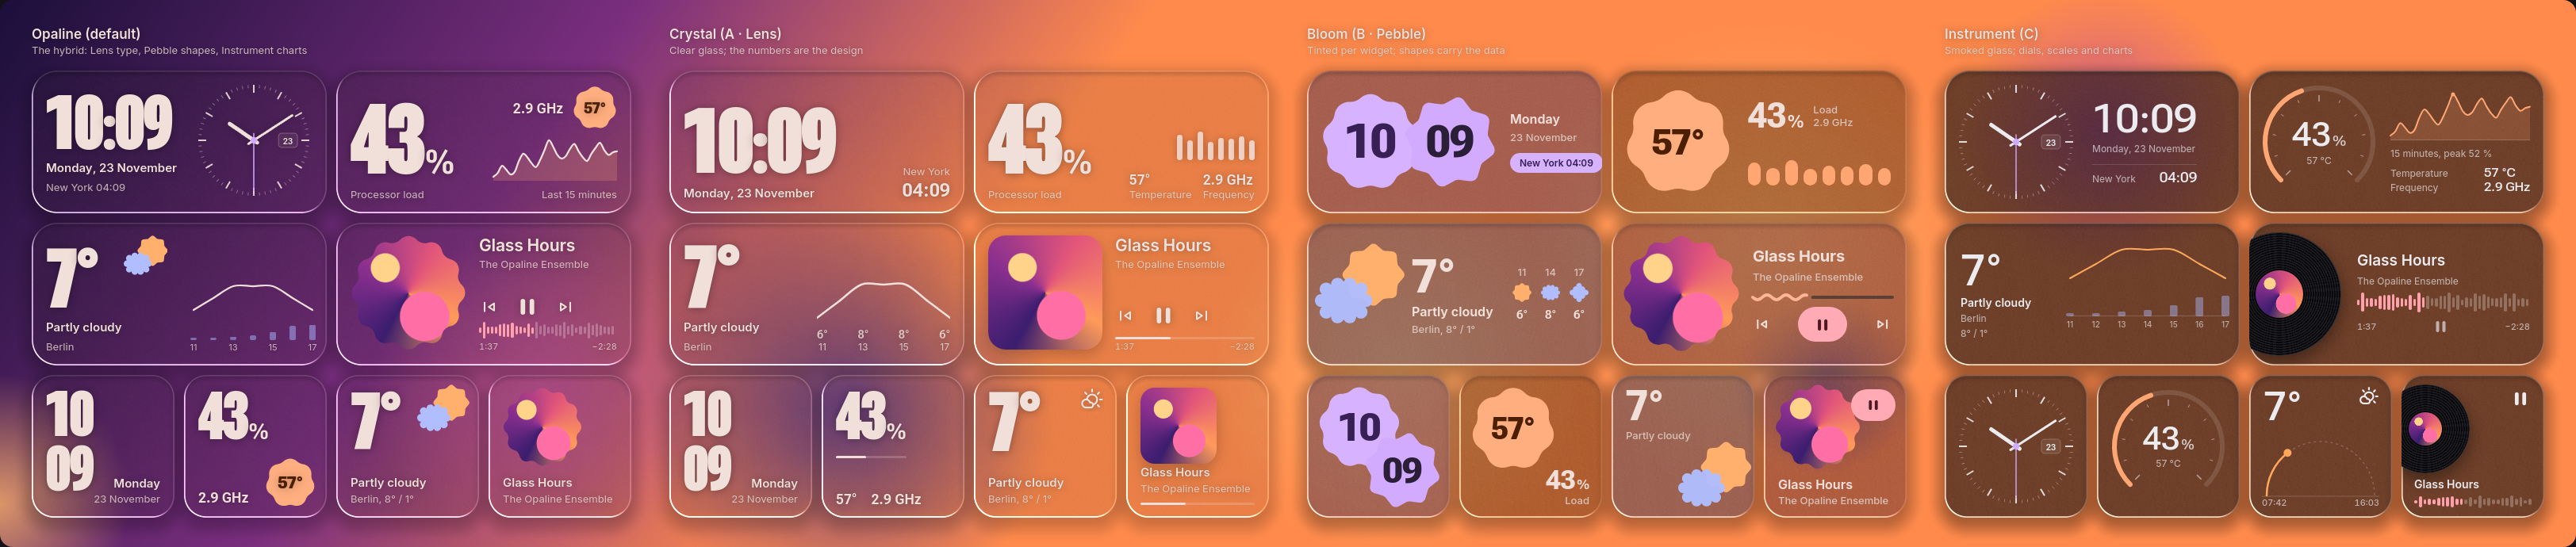 Opaline (default)
The hybrid: Lens type, Pebble shapes, Instrument charts
10:09
Monday, 23 November
New York 04:09
23
43%
Processor load
2.9 GHz
57°
Last 15 minutes
7°
Partly cloudy
Berlin
11 13 15 17
Glass Hours
The Opaline Ensemble
1:37 −2:28
10
09
Monday
23 November
43%
2.9 GHz
57°
7°
Partly cloudy
Berlin, 8° / 1°
Glass Hours
The Opaline Ensemble
Crystal (A · Lens)
Clear glass; the numbers are the design
10:09
Monday, 23 November
New York
04:09
43%
Processor load
57° 2.9 GHz
Temperature Frequency
7°
Partly cloudy
Berlin
6° 8° 8° 6°
11 13 15 17
Glass Hours
The Opaline Ensemble
1:37 −2:28
10
09
Monday
23 November
43%
57° 2.9 GHz
7°
Partly cloudy
Berlin, 8° / 1°
Glass Hours
The Opaline Ensemble
Bloom (B · Pebble)
Tinted per widget; shapes carry the data
10 09
Monday
23 November
New York 04:09
57°
43%
Load
2.9 GHz
7°
Partly cloudy
Berlin, 8° / 1°
11 14 17
6° 8° 6°
Glass Hours
The Opaline Ensemble
10
09
57°
43%
Load
7°
Partly cloudy
Glass Hours
The Opaline Ensemble
Instrument (C)
Smoked glass; dials, scales and charts
23
10:09
Monday, 23 November
New York 04:09
43%
57 °C
15 minutes, peak 52 %
Temperature 57 °C
Frequency 2.9 GHz
7°
Partly cloudy
Berlin
8° / 1°
11 12 13 14 15 16 17
Glass Hours
The Opaline Ensemble
1:37 −2:28
23
43%
57 °C
7°
07:42 16:03
Glass Hours